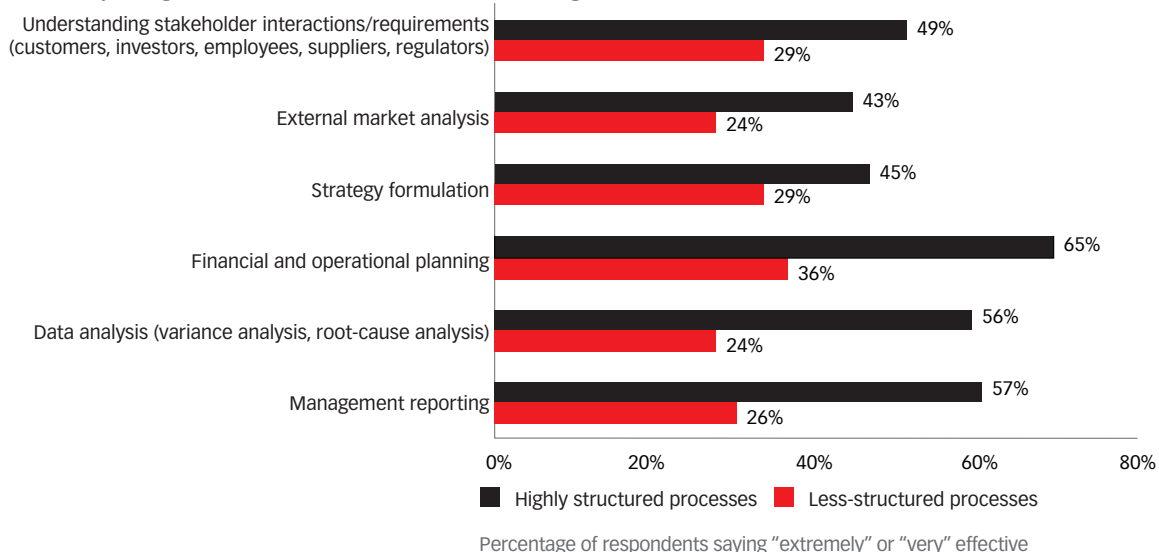 Understanding stakeholder interactions/requirements
(customers, investors, employees, suppliers, regulators)
49%
29%
External market analysis
43%
24%
Strategy formulation
45%
29%
Financial and operational planning
65%
36%
Data analysis (variance analysis, root-cause analysis)
56%
24%
Management reporting
57%
26%
0% 20% 40% 60% 80%
Highly structured processes Less-structured processes
Percentage of respondents saying “extremely” or “very” effective